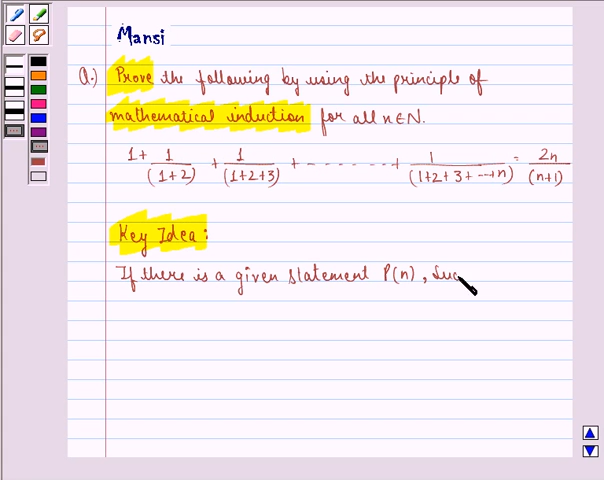 Mansi
Q.) Prove the following by using the principle of
mathematical induction for all n∈N.
1 + 1/(1+2) + 1/(1+2+3) + -------- + 1/(1+2+3+---+n) = 2n/(n+1)
Key Idea:
If there is a given statement P(n), Suc